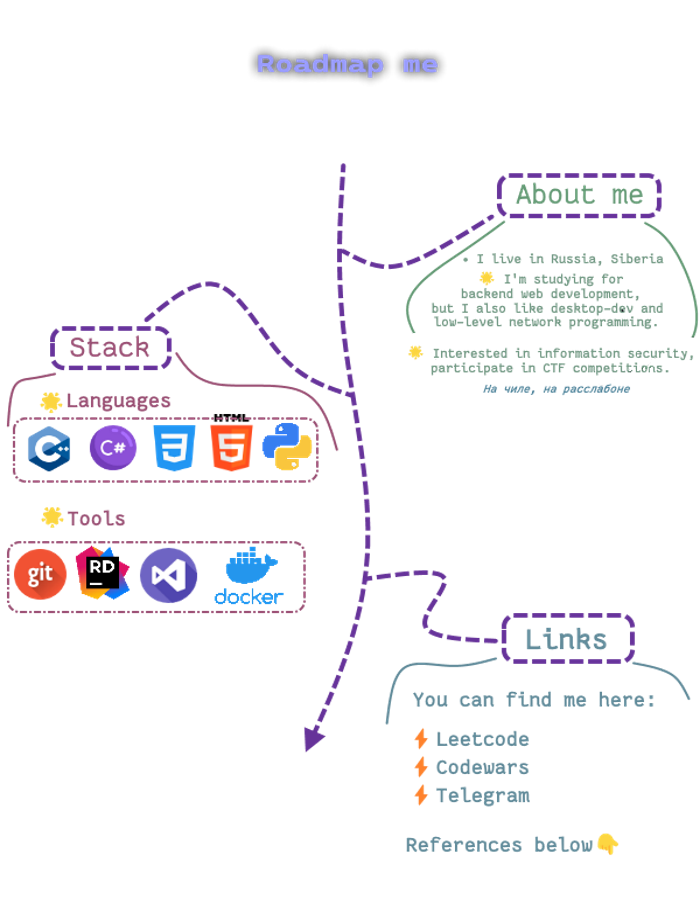 Roadmap me
About me
• I live in Russia, Siberia
🌟 I'm studying for
backend web development,
but I also like desktop-dev and
low-level network programming.
🌟 Interested in information security,
participate in CTF competitions.
На чиле, на расслабоне
Stack
🌟 Languages
C++
C#
3
HTML
5
🌟 Tools
git
RD
docker
Links
You can find me here:
⚡ Leetcode
⚡ Codewars
⚡ Telegram
References below👇